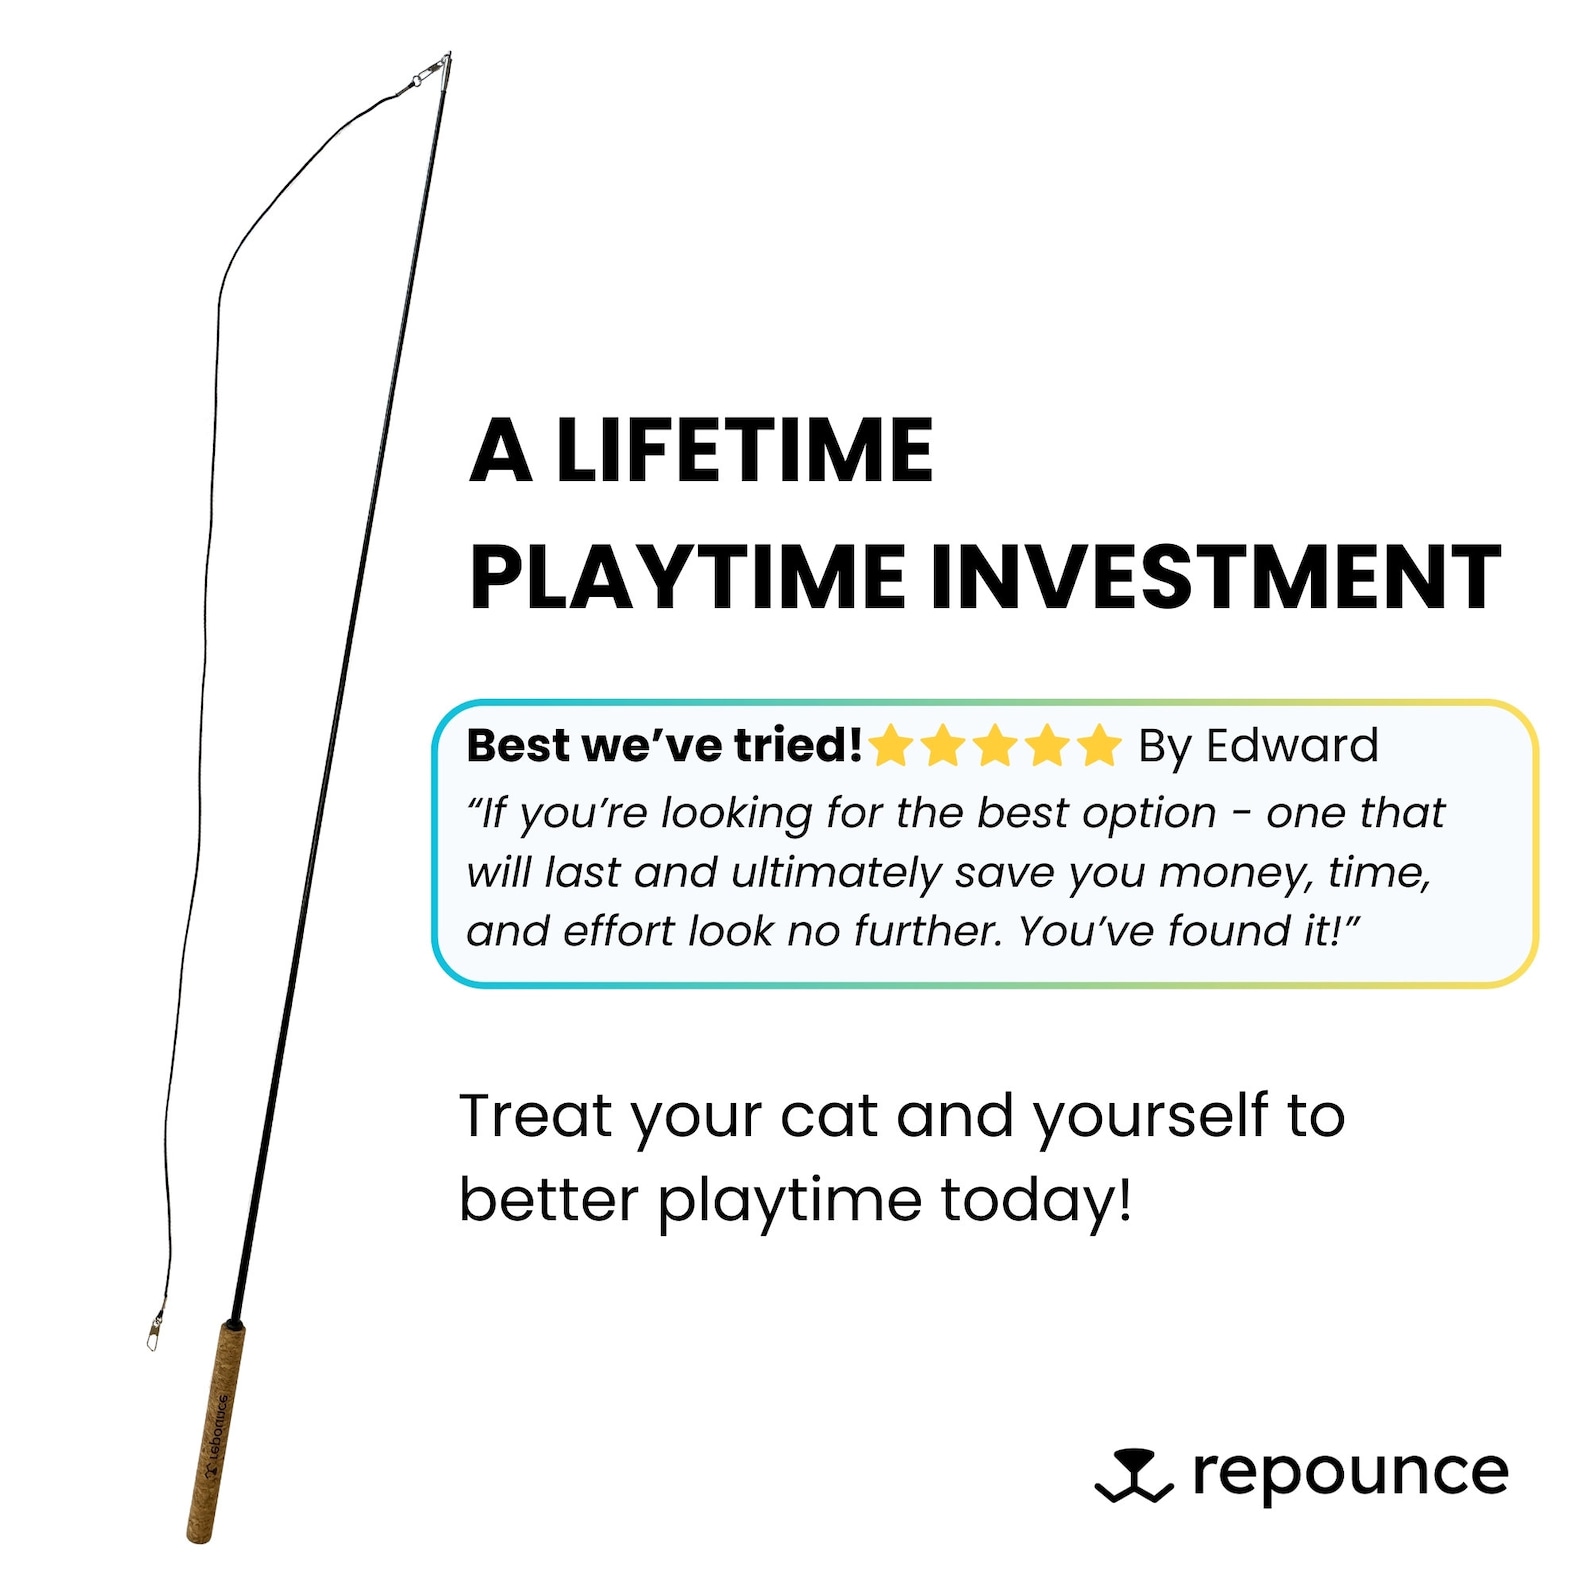 A LIFETIME
PLAYTIME INVESTMENT
Best we’ve tried!⭐⭐⭐⭐⭐ By Edward
“If you’re looking for the best option - one that
will last and ultimately save you money, time,
and effort look no further. You’ve found it!”
Treat your cat and yourself to
better playtime today!
repounce
repounce